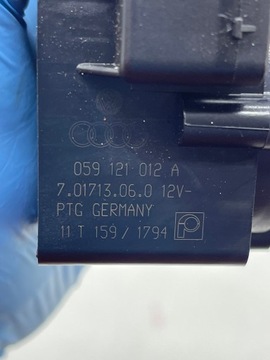 059 121 012 A
7.01713.06.0 12V-
PTG GERMANY
11 T 159 / 1794